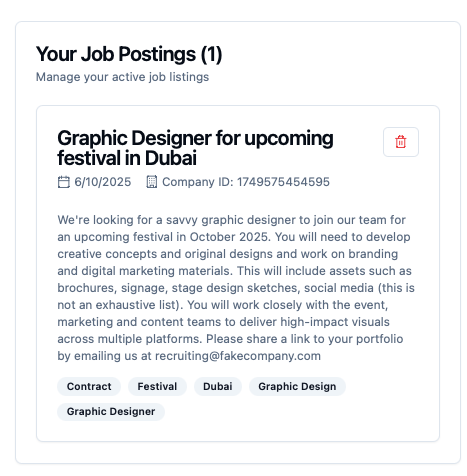 Your Job Postings (1)
Manage your active job listings
Graphic Designer for upcoming
festival in Dubai
6/10/2025 Company ID: 1749575454595
We're looking for a savvy graphic designer to join our team for
an upcoming festival in October 2025. You will need to develop
creative concepts and original designs and work on branding
and digital marketing materials. This will include assets such as
brochures, signage, stage design sketches, social media (this is
not an exhaustive list). You will work closely with the event,
marketing and content teams to deliver high-impact visuals
across multiple platforms. Please share a link to your portfolio
by emailing us at recruiting@fakecompany.com
Contract Festival Dubai Graphic Design
Graphic Designer